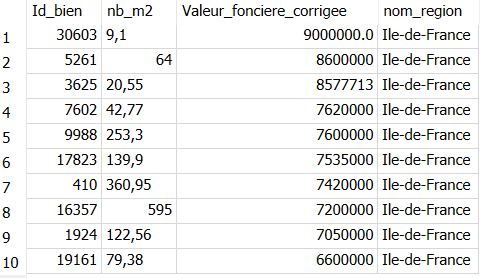 Id_bien nb_m2 Valeur_fonciere_corrigee nom_region
1 30603 9,1 9000000.0 Ile-de-France
2 5261 64 8600000 Ile-de-France
3 3625 20,55 8577713 Ile-de-France
4 7602 42,77 7620000 Ile-de-France
5 9988 253,3 7600000 Ile-de-France
6 17823 139,9 7535000 Ile-de-France
7 410 360,95 7420000 Ile-de-France
8 16357 595 7200000 Ile-de-France
9 1924 122,56 7050000 Ile-de-France
10 19161 79,38 6600000 Ile-de-France